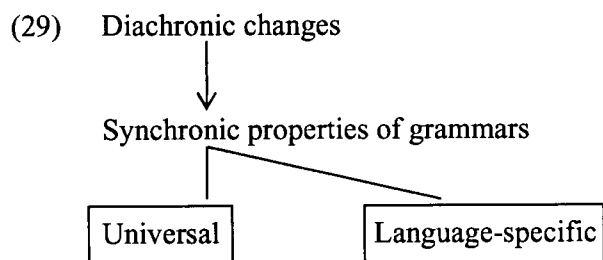 (29) Diachronic changes
Synchronic properties of grammars
Universal Language-specific